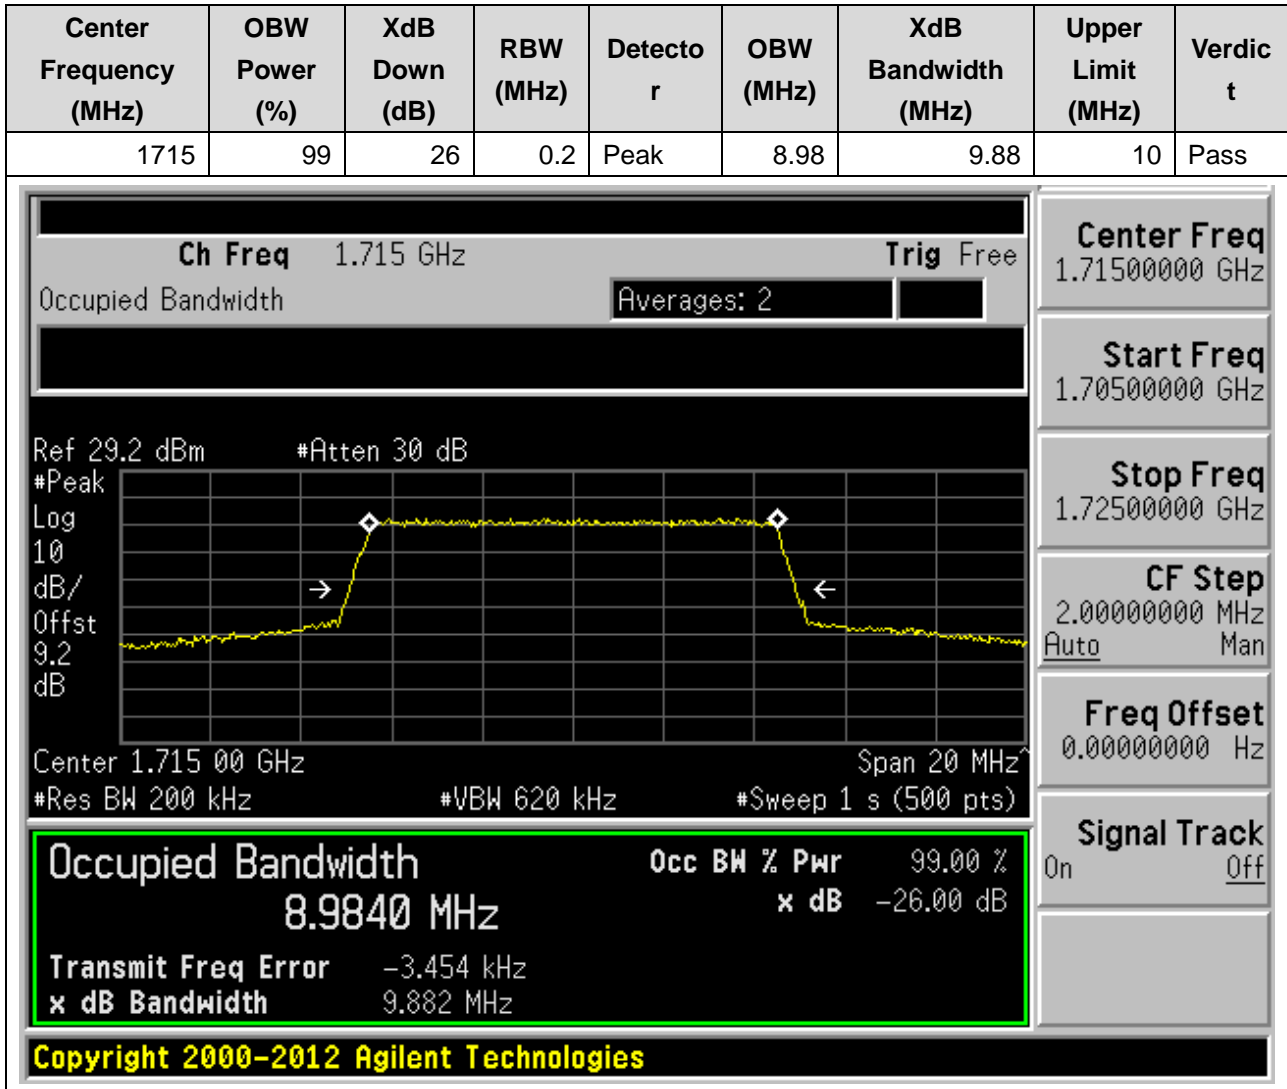 Center Frequency (MHz) OBW Power (%) XdB Down (dB) RBW (MHz) Detecto r OBW (MHz) XdB Bandwidth (MHz) Upper Limit (MHz) Verdic t
1715 99 26 0.2 Peak 8.98 9.88 10 Pass
Ch Freq 1.715 GHz Trig Free
Occupied Bandwidth Averages: 2
Ref 29.2 dBm #Atten 30 dB
#Peak
Log
10
dB/
Offst
9.2
dB
Center 1.715 00 GHz Span 20 MHz^
#Res BW 200 kHz #VBW 620 kHz #Sweep 1 s (500 pts)
Occupied Bandwidth Occ BW % Pwr 99.00 %
8.9840 MHz x dB -26.00 dB
Transmit Freq Error -3.454 kHz
x dB Bandwidth 9.882 MHz
Copyright 2000-2012 Agilent Technologies
Center Freq
1.71500000 GHz
Start Freq
1.70500000 GHz
Stop Freq
1.72500000 GHz
CF Step
2.00000000 MHz
Auto Man
Freq Offset
0.00000000 Hz
Signal Track
On Off